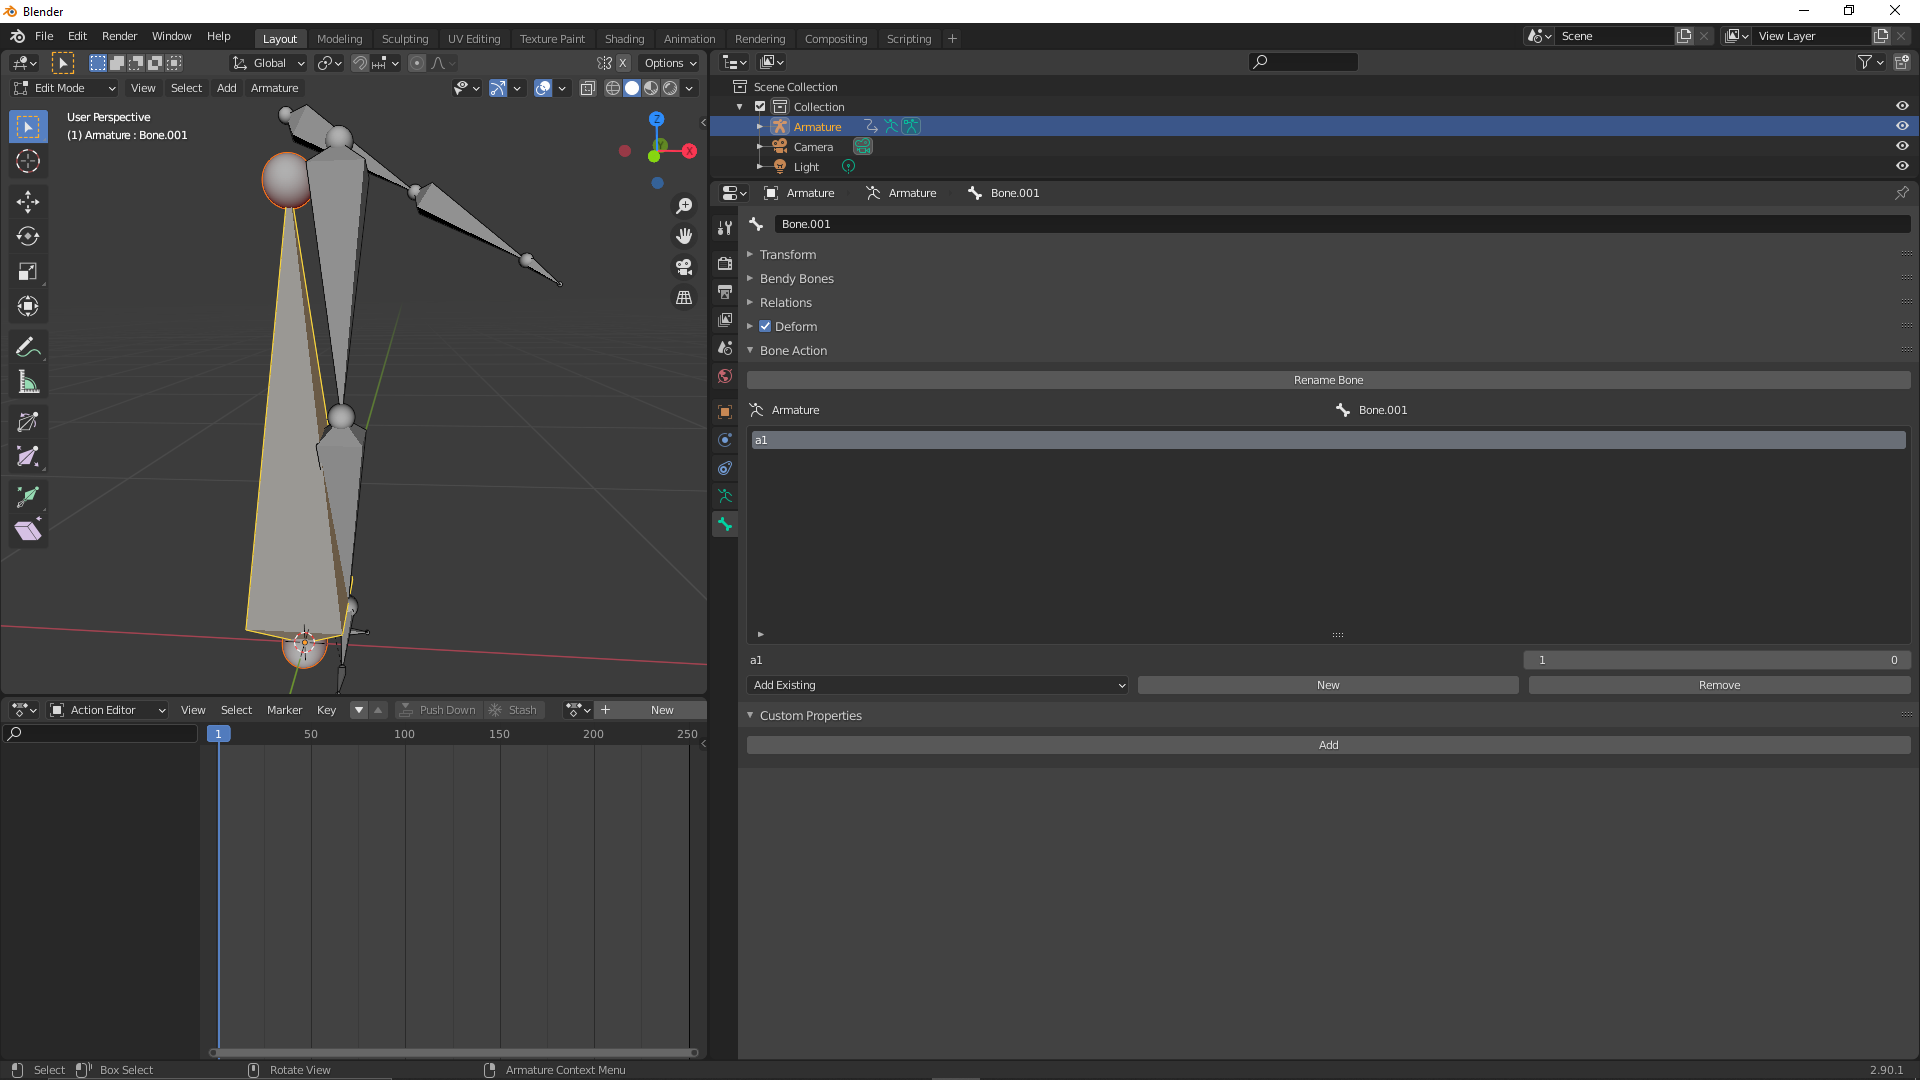 Blender
File Edit Render Window Help Layout Modeling Sculpting UV Editing Texture Paint Shading Animation Rendering Compositing Scripting + Scene View Layer
Global X Options
Edit Mode View Select Add Armature
User Perspective
(1) Armature : Bone.001
Z
Y
X
Scene Collection
Collection
Armature
Camera
Light
Armature Armature Bone.001
Bone.001
Transform
Bendy Bones
Relations
Deform
Bone Action
Rename Bone
Armature Bone.001
a1
a1 1 0
Add Existing New Remove
Custom Properties
Add
Action Editor View Select Marker Key Push Down Stash + New
1 50 100 150 200 250
Select Box Select Rotate View Armature Context Menu 2.90.1